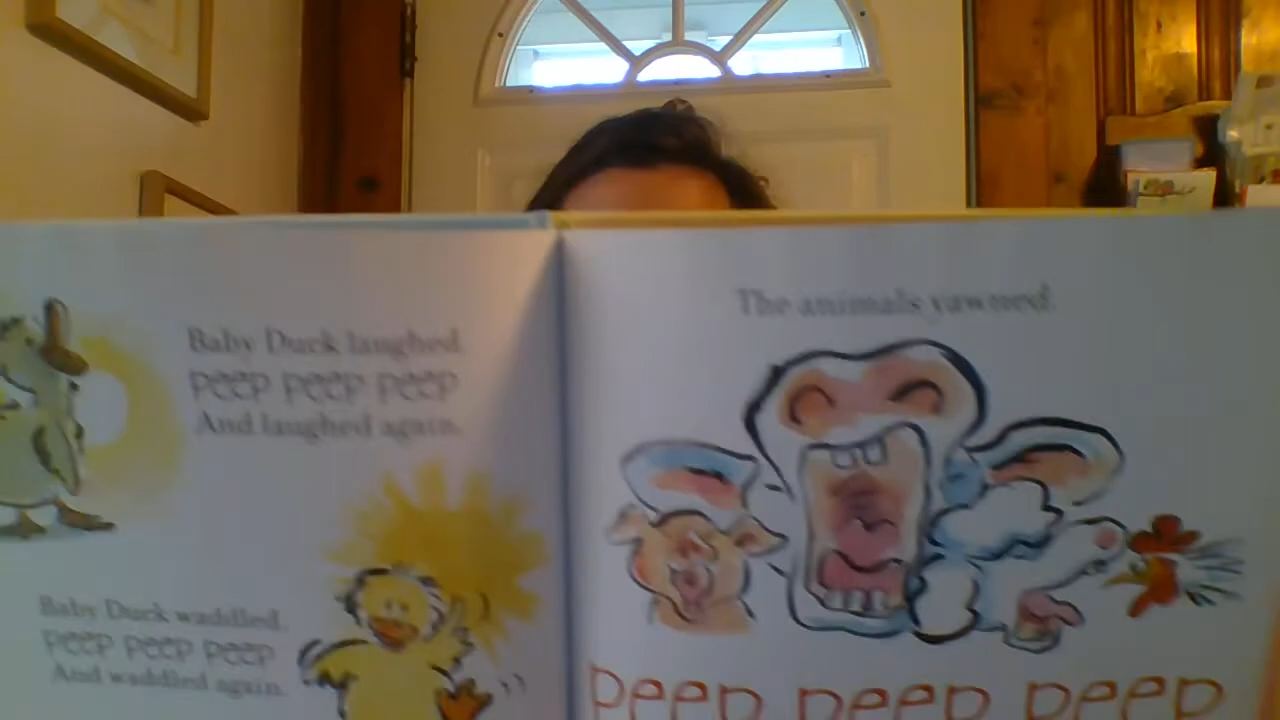 Baby Duck laughed.
PEEP PEEP PEEP
And laughed again.
Baby Duck waddled.
PEEP PEEP PEEP
And waddled again.
The animals yawned.
PEEP PEEP PEEP